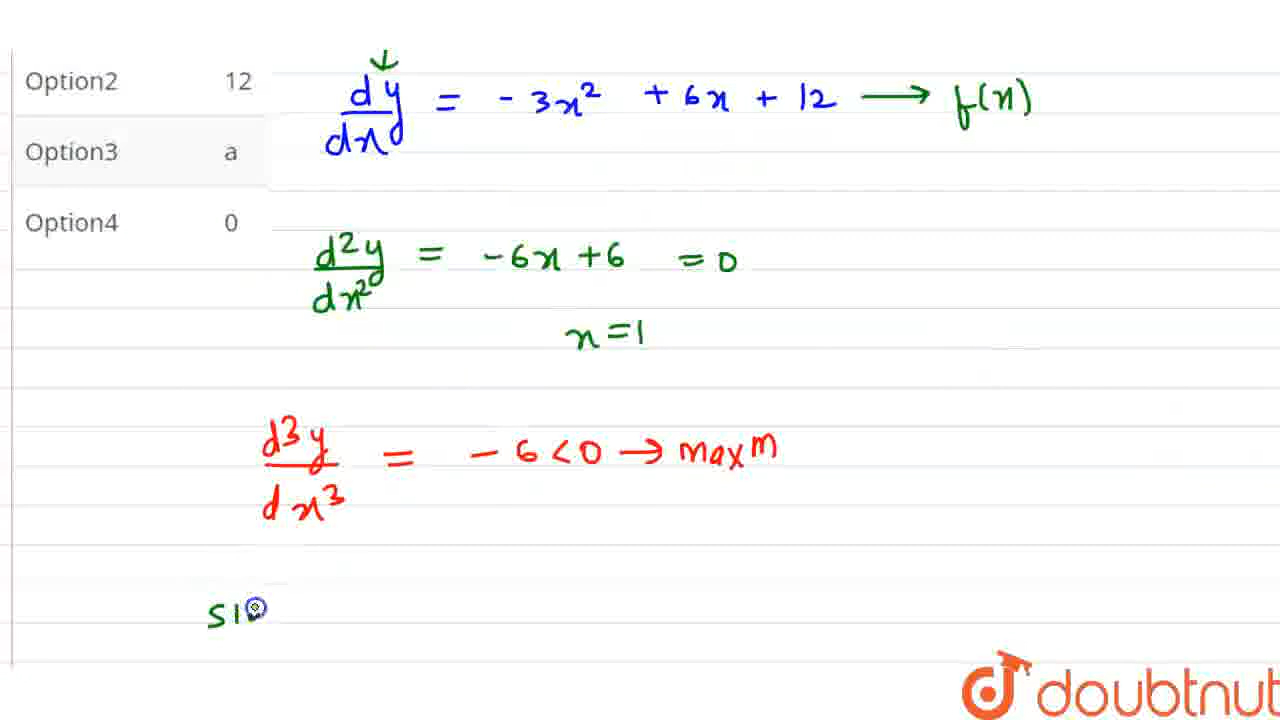 Option2 12
dy/dx = -3x² + 6x + 12 → f(x)
Option3 a
Option4 0
d²y/dx² = -6x + 6 = 0
x = 1
d³y/dx³ = -6 < 0 → maxm
sl
doubtnut